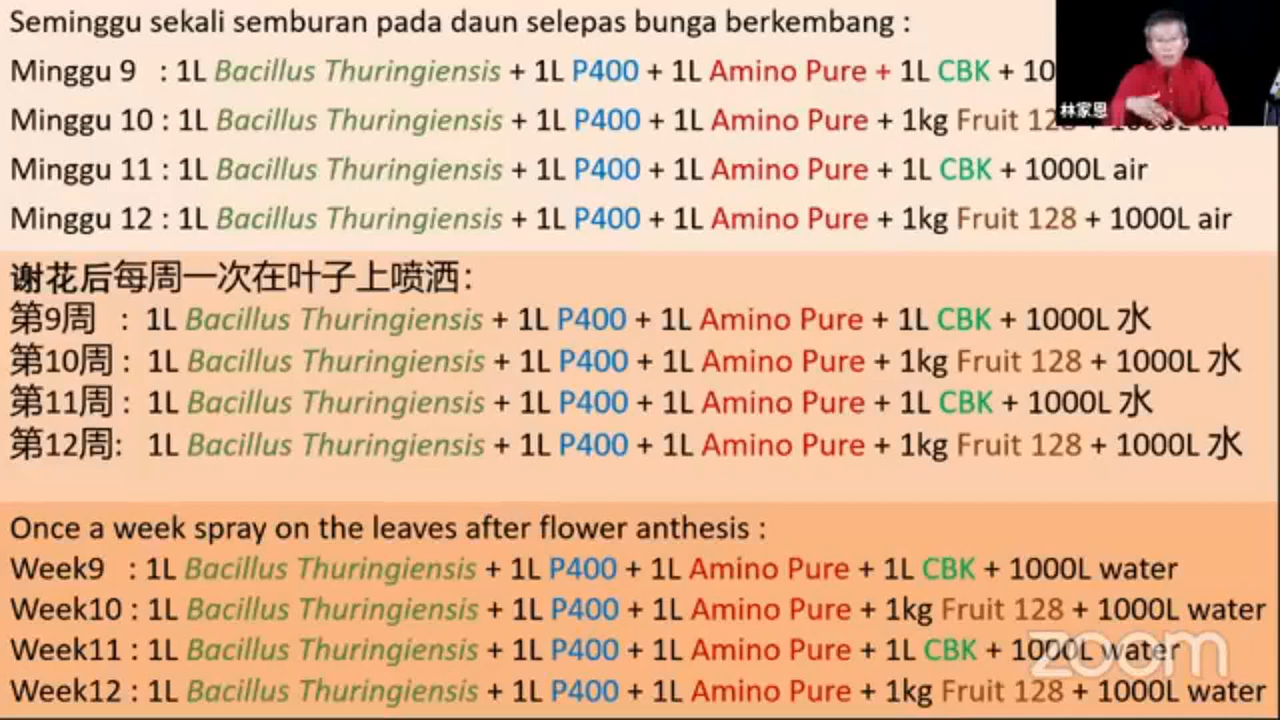 Seminggu sekali semburan pada daun selepas bunga berkembang :
Minggu 9 : 1L Bacillus Thuringiensis + 1L P400 + 1L Amino Pure + 1L CBK + 10
林家恩
Minggu 10 : 1L Bacillus Thuringiensis + 1L P400 + 1L Amino Pure + 1kg Fruit 128 + 1000L air
Minggu 11 : 1L Bacillus Thuringiensis + 1L P400 + 1L Amino Pure + 1L CBK + 1000L air
Minggu 12 : 1L Bacillus Thuringiensis + 1L P400 + 1L Amino Pure + 1kg Fruit 128 + 1000L air
谢花后每周一次在叶子上喷洒:
第9周 : 1L Bacillus Thuringiensis + 1L P400 + 1L Amino Pure + 1L CBK + 1000L 水
第10周 : 1L Bacillus Thuringiensis + 1L P400 + 1L Amino Pure + 1kg Fruit 128 + 1000L 水
第11周 : 1L Bacillus Thuringiensis + 1L P400 + 1L Amino Pure + 1L CBK + 1000L 水
第12周: 1L Bacillus Thuringiensis + 1L P400 + 1L Amino Pure + 1kg Fruit 128 + 1000L 水
Once a week spray on the leaves after flower anthesis :
Week9 : 1L Bacillus Thuringiensis + 1L P400 + 1L Amino Pure + 1L CBK + 1000L water
Week10 : 1L Bacillus Thuringiensis + 1L P400 + 1L Amino Pure + 1kg Fruit 128 + 1000L water
Week11 : 1L Bacillus Thuringiensis + 1L P400 + 1L Amino Pure + 1L CBK + 1000L water
zoom
Week12 : 1L Bacillus Thuringiensis + 1L P400 + 1L Amino Pure + 1kg Fruit 128 + 1000L water